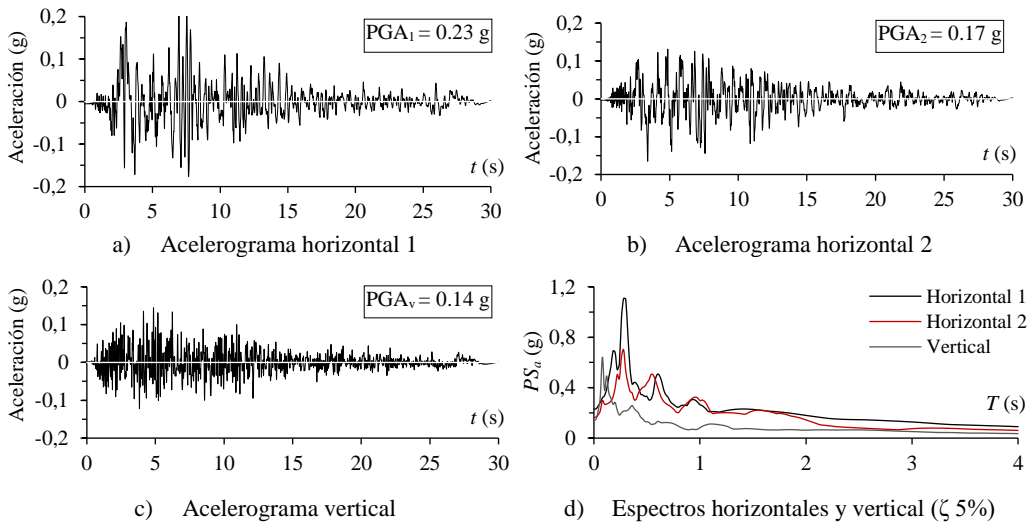 Aceleración (g)
0,2
0,1
0
-0,1
-0,2
PGA₁ = 0.23 g
t (s)
0 5 10 15 20 25 30
a) Acelerograma horizontal 1
Aceleración (g)
0,2
0,1
0
-0,1
-0,2
PGA₂ = 0.17 g
t (s)
0 5 10 15 20 25 30
b) Acelerograma horizontal 2
Aceleración (g)
0,2
0,1
0
-0,1
-0,2
PGAᵥ = 0.14 g
t (s)
0 5 10 15 20 25 30
c) Acelerograma vertical
PSₐ (g)
1,2
0,8
0,4
0
Horizontal 1
Horizontal 2
Vertical
T (s)
0 1 2 3 4
d) Espectros horizontales y vertical (ζ 5%)